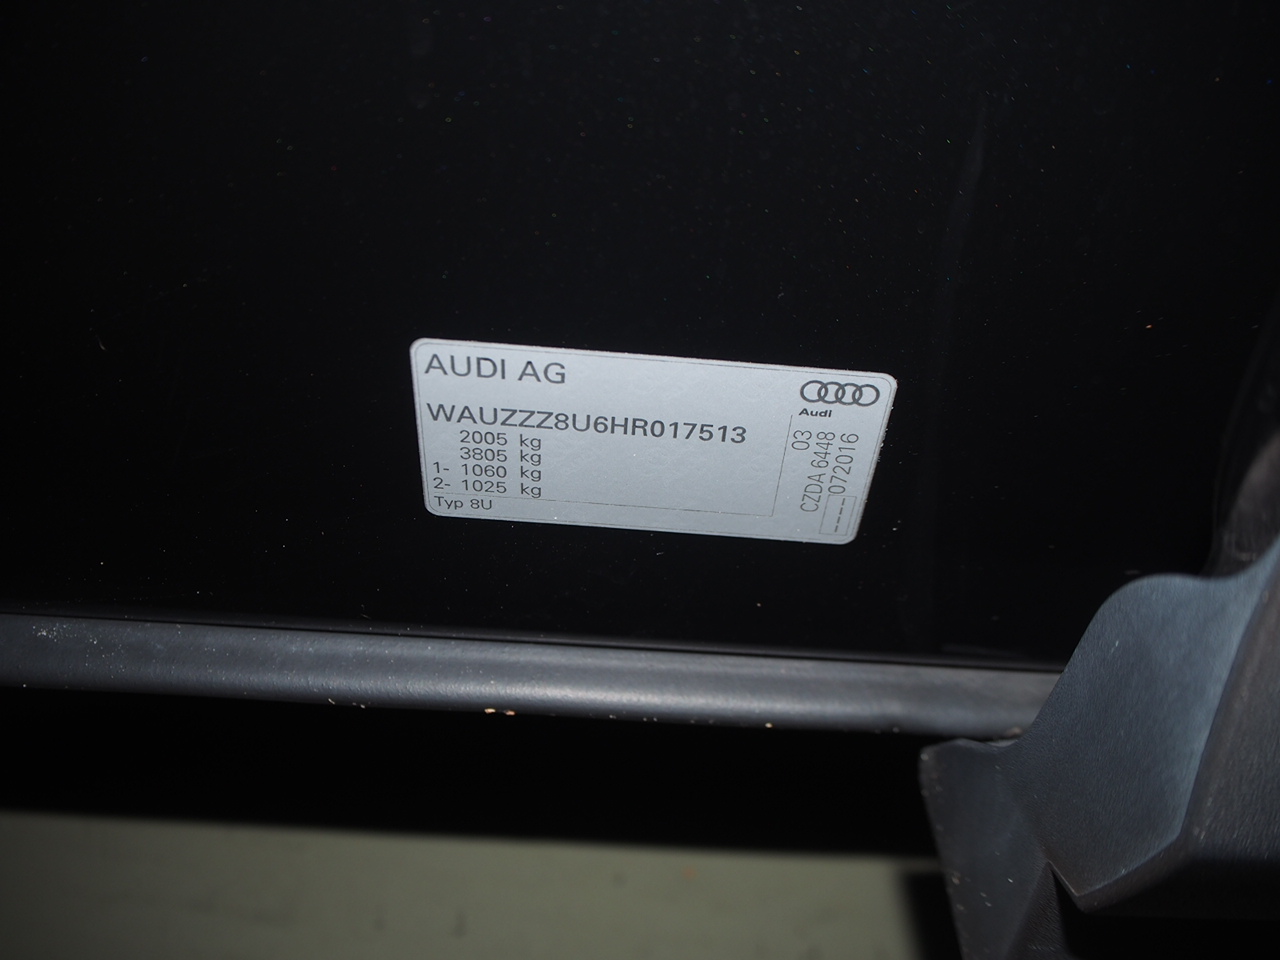 AUDI AG
Audi
WAUZZZ8U6HR017513
2005 kg
3805 kg
1- 1060 kg
2- 1025 kg
Typ 8U
03
CZDA 6448
----072016